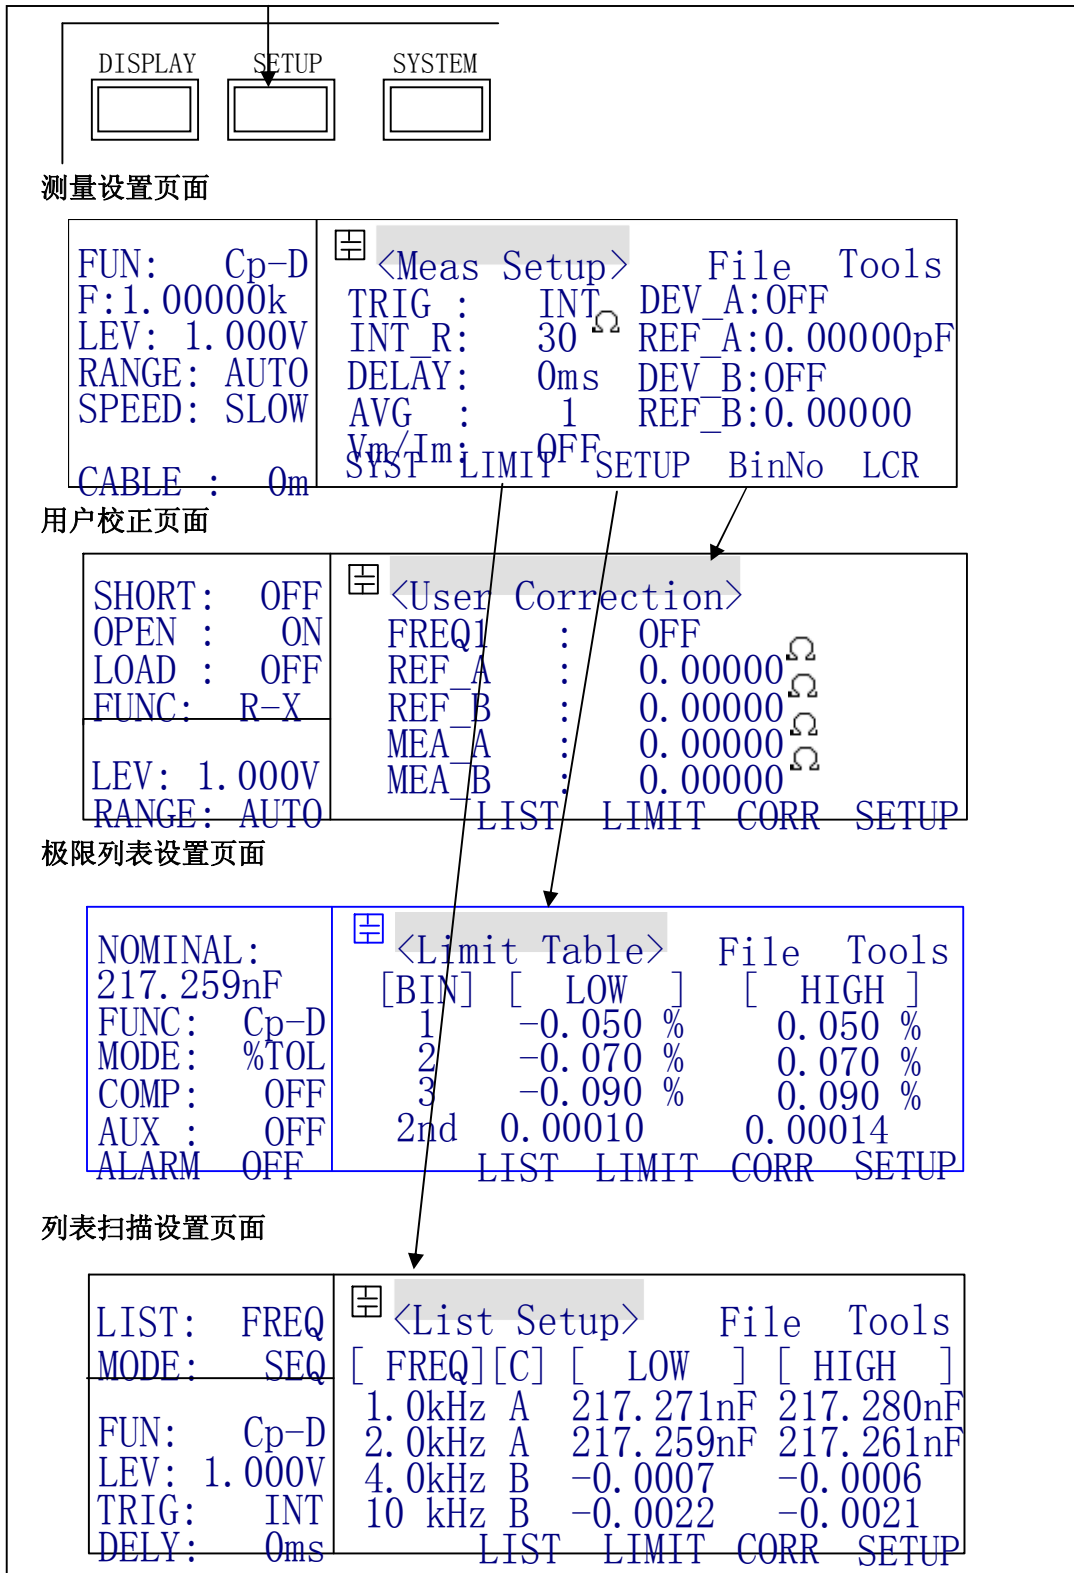 DISPLAY SETUP SYSTEM
测量设置页面
FUN: Cp-D <Meas Setup> File Tools
F:1.00000k TRIG : INT DEV_A:OFF
LEV: 1.000V INT_R: 30 Ω REF_A:0.00000pF
RANGE: AUTO DELAY: 0ms DEV_B:OFF
SPEED: SLOW AVG : 1 REF_B:0.00000
Vm/Im: OFF
SYST LIMIT SETUP BinNo LCR
CABLE : 0m
用户校正页面
SHORT: OFF <User Correction>
OPEN : ON FREQ1 : OFF
LOAD : OFF REF_A : 0.00000Ω
FUNC: R-X REF_B : 0.00000Ω
MEA_A : 0.00000Ω
LEV: 1.000V MEA_B : 0.00000Ω
RANGE: AUTO LIST LIMIT CORR SETUP
极限列表设置页面
NOMINAL: <Limit Table> File Tools
217.259nF [BIN] [ LOW ] [ HIGH ]
FUNC: Cp-D 1 -0.050 % 0.050 %
MODE: %TOL 2 -0.070 % 0.070 %
COMP: OFF 3 -0.090 % 0.090 %
AUX : OFF 2nd 0.00010 0.00014
ALARM OFF LIST LIMIT CORR SETUP
列表扫描设置页面
LIST: FREQ <List Setup> File Tools
MODE: SEQ [ FREQ][C] [ LOW ] [ HIGH ]
1.0kHz A 217.271nF 217.280nF
FUN: Cp-D 2.0kHz A 217.259nF 217.261nF
LEV: 1.000V 4.0kHz B -0.0007 -0.0006
TRIG: INT 10 kHz B -0.0022 -0.0021
DELY: 0ms LIST LIMIT CORR SETUP